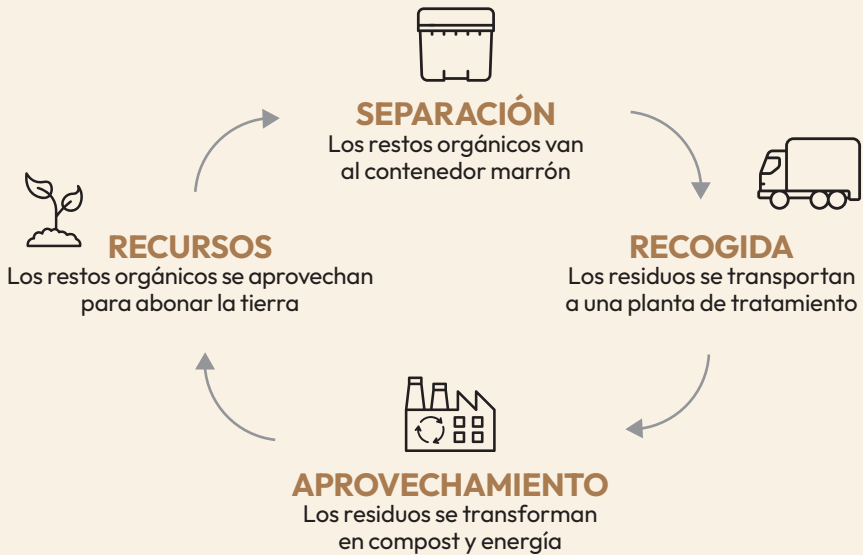 SEPARACIÓN
Los restos orgánicos van
al contenedor marrón
RECOGIDA
Los residuos se transportan
a una planta de tratamiento
APROVECHAMIENTO
Los residuos se transforman
en compost y energía
RECURSOS
Los restos orgánicos se aprovechan
para abonar la tierra